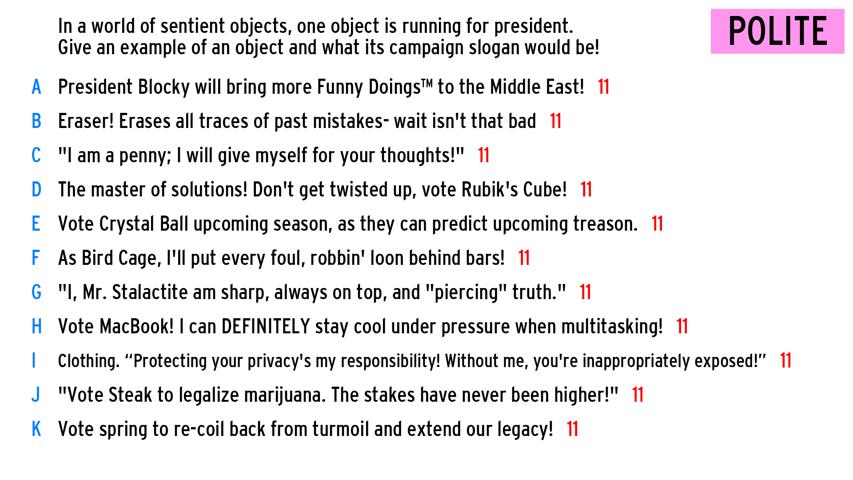 In a world of sentient objects, one object is running for president.
Give an example of an object and what its campaign slogan would be!
POLITE
A President Blocky will bring more Funny Doings™ to the Middle East! 11
B Eraser! Erases all traces of past mistakes- wait isn't that bad 11
C "I am a penny; I will give myself for your thoughts!" 11
D The master of solutions! Don't get twisted up, vote Rubik's Cube! 11
E Vote Crystal Ball upcoming season, as they can predict upcoming treason. 11
F As Bird Cage, I'll put every foul, robbin' loon behind bars! 11
G "I, Mr. Stalactite am sharp, always on top, and "piercing" truth." 11
H Vote MacBook! I can DEFINITELY stay cool under pressure when multitasking! 11
I Clothing. “Protecting your privacy's my responsibility! Without me, you're inappropriately exposed!” 11
J "Vote Steak to legalize marijuana. The stakes have never been higher!" 11
K Vote spring to re-coil back from turmoil and extend our legacy! 11